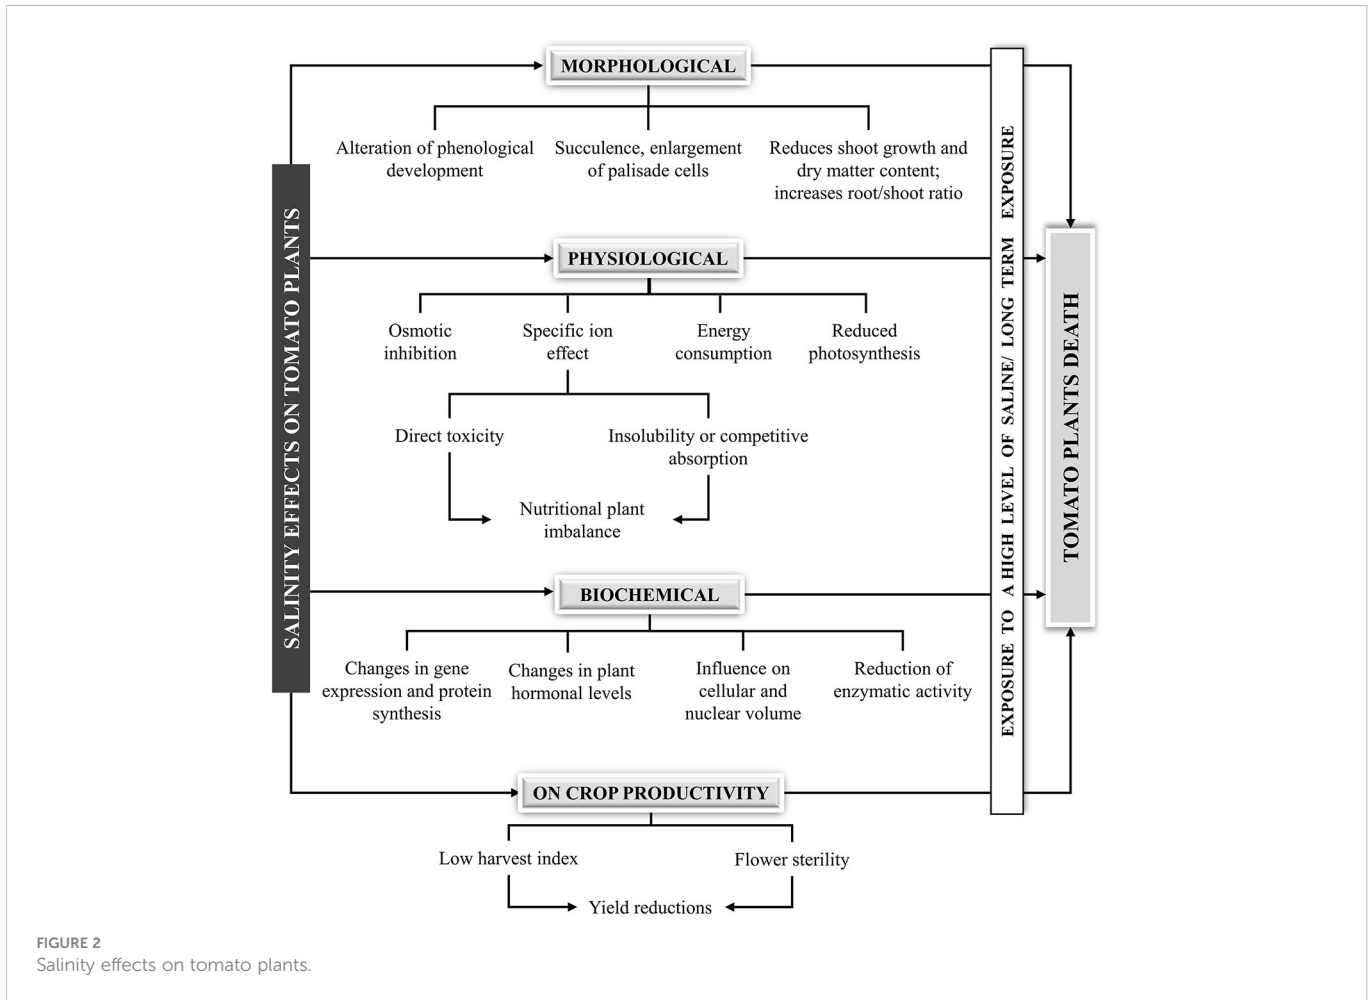 MORPHOLOGICAL
Alteration of phenological
development
Succulence, enlargement
of palisade cells
Reduces shoot growth and
dry matter content;
increases root/shoot ratio
SALINITY EFFECTS ON TOMATO PLANTS
PHYSIOLOGICAL
Osmotic
inhibition
Specific ion
effect
Energy
consumption
Reduced
photosynthesis
Direct toxicity
Insolubility or competitive
absorption
Nutritional plant
imbalance
BIOCHEMICAL
Changes in gene
expression and protein
synthesis
Changes in plant
hormonal levels
Influence on
cellular and
nuclear volume
Reduction of
enzymatic activity
ON CROP PRODUCTIVITY
Low harvest index
Flower sterility
Yield reductions
EXPOSURE TO A HIGH LEVEL OF SALINE/ LONG TERM EXPOSURE
TOMATO PLANTS DEATH
FIGURE 2
Salinity effects on tomato plants.